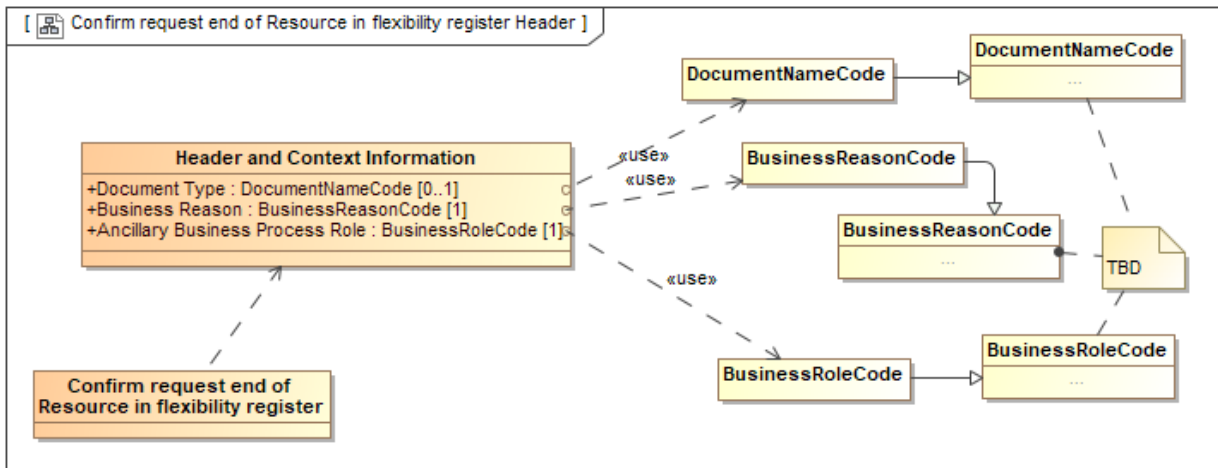 [ Confirm request end of Resource in flexibility register Header ]
DocumentNameCode
DocumentNameCode
...
Header and Context Information
+Document Type : DocumentNameCode [0..1]
+Business Reason : BusinessReasonCode [1]
+Ancillary Business Process Role : BusinessRoleCode [1]
«use»
«use»
BusinessReasonCode
BusinessReasonCode
...
TBD
«use»
BusinessRoleCode
BusinessRoleCode
...
Confirm request end of
Resource in flexibility register